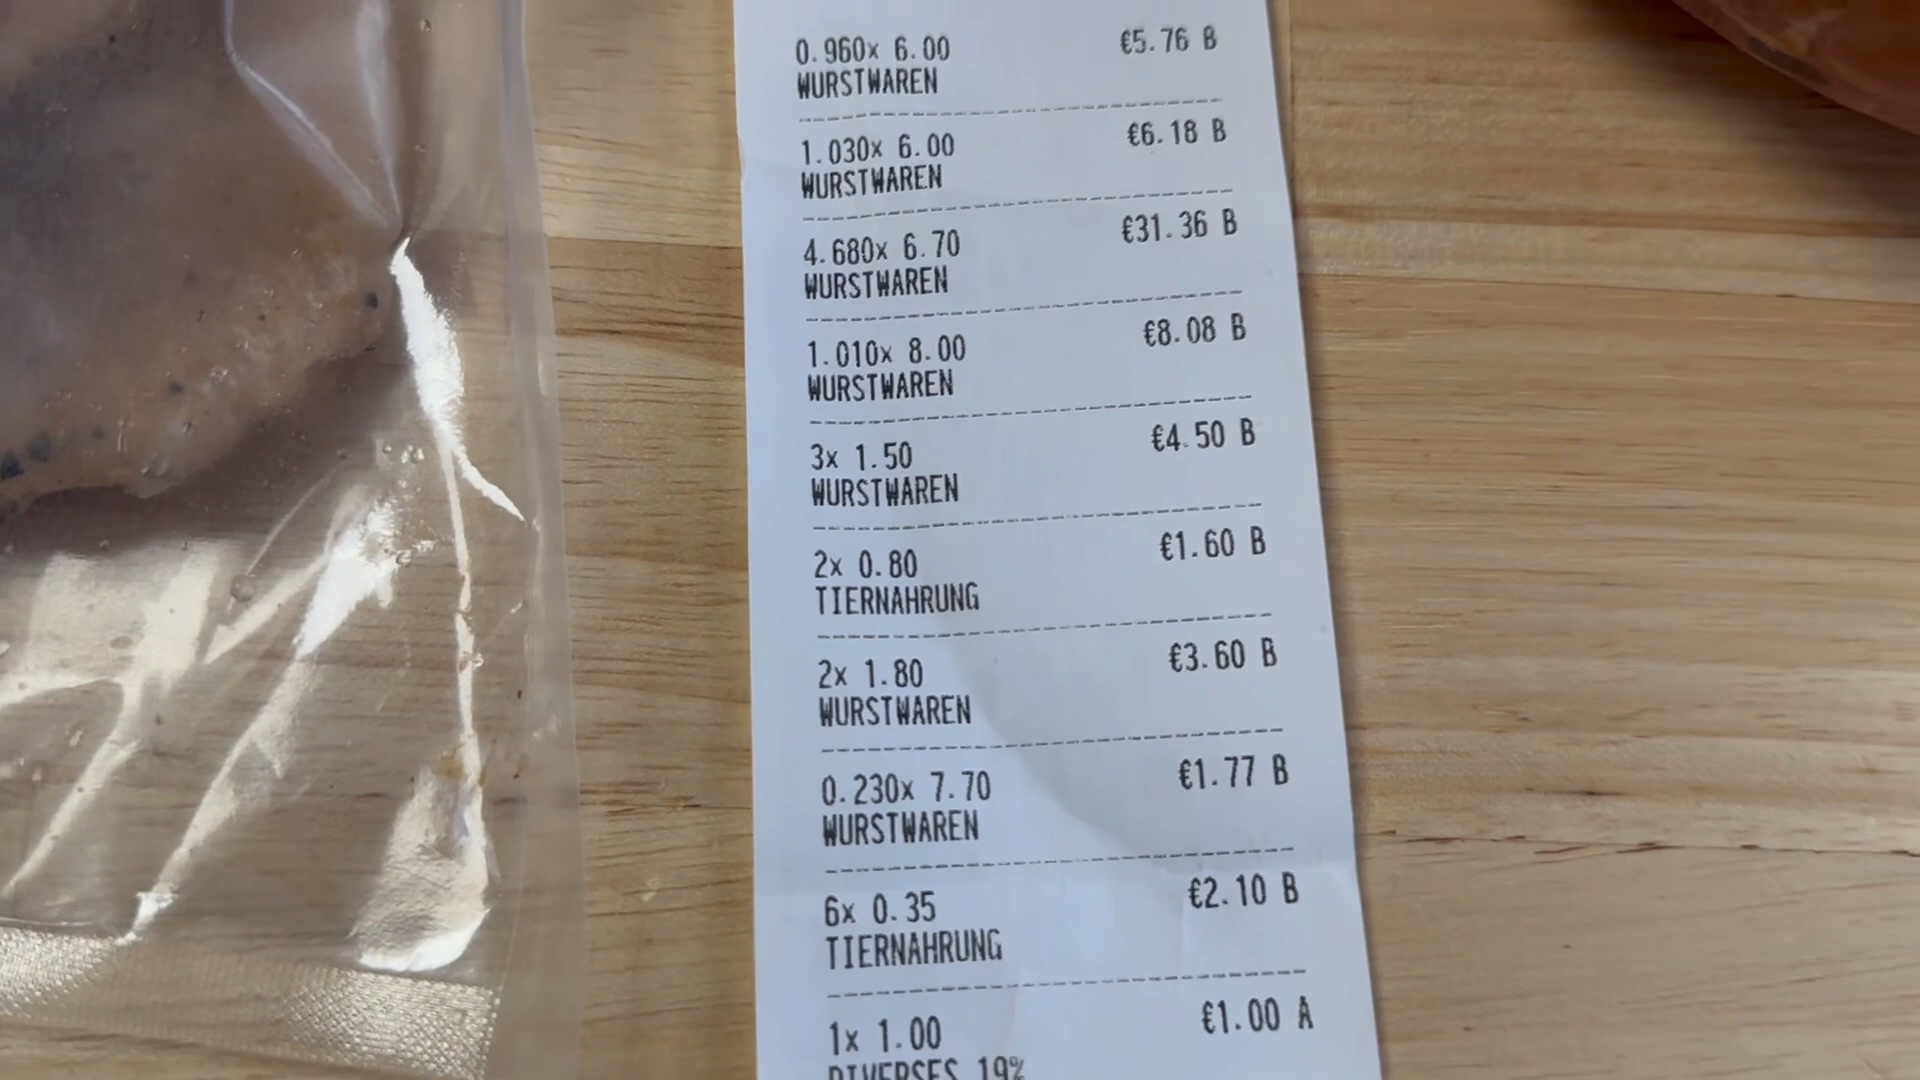 0.960x 6.00 €5.76 B
WURSTWAREN
1.030x 6.00 €6.18 B
WURSTWAREN
4.680x 6.70 €31.36 B
WURSTWAREN
1.010x 8.00 €8.08 B
WURSTWAREN
3x 1.50 €4.50 B
WURSTWAREN
2x 0.80 €1.60 B
TIERNAHRUNG
2x 1.80 €3.60 B
WURSTWAREN
0.230x 7.70 €1.77 B
WURSTWAREN
6x 0.35 €2.10 B
TIERNAHRUNG
1x 1.00 €1.00 A
DIVERSES 19%